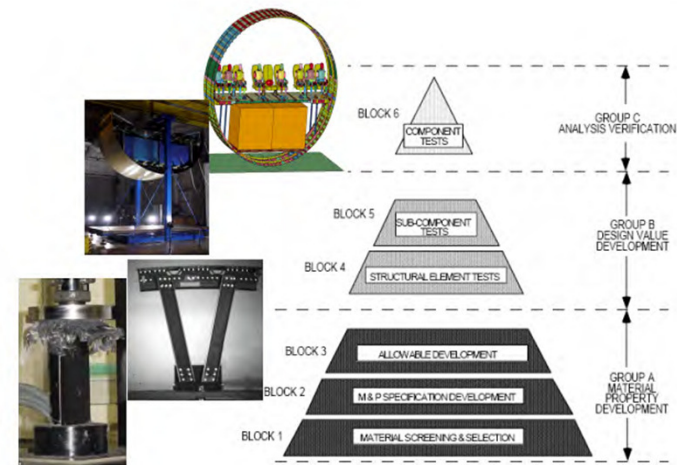 BLOCK 6
COMPONENT
TESTS
GROUP C
ANALYSIS VERIFICATION
BLOCK 5
SUB-COMPONENT
TESTS
GROUP B
DESIGN VALUE
DEVELOPMENT
BLOCK 4
STRUCTURAL ELEMENT TESTS
BLOCK 3
ALLOWABLE DEVELOPMENT
GROUP A
MATERIAL
PROPERTY
DEVELOPMENT
BLOCK 2
M & P SPECIFICATION DEVELOPMENT
BLOCK 1
MATERIAL SCREENING & SELECTION